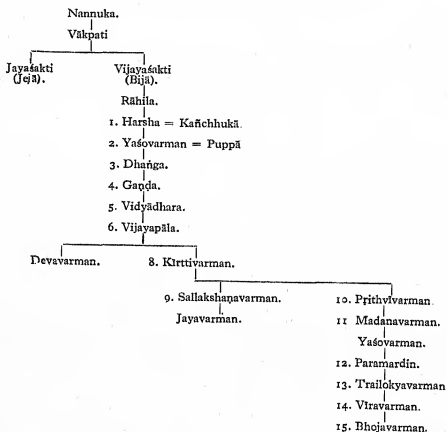 Nannuka.
Vākpati
Jayaśakti Vijayaśakti
(Jejā). (Bijā).
Rāhila.
1. Harsha = Kañchhukā.
2. Yaśovarman = Puppā
3. Dhaṅga.
4. Gaṇḍa.
5. Vidyādhara.
6. Vijayapāla.
Devavarman. 8. Kīrttivarman.
9. Sallakshaṇavarman. 10. Pṛithvīvarman
Jayavarman. 11 Madanavarman.
Yaśovarman.
12. Paramardin.
13. Trailokyavarman
14. Vīravarman.
15. Bhojavarman.